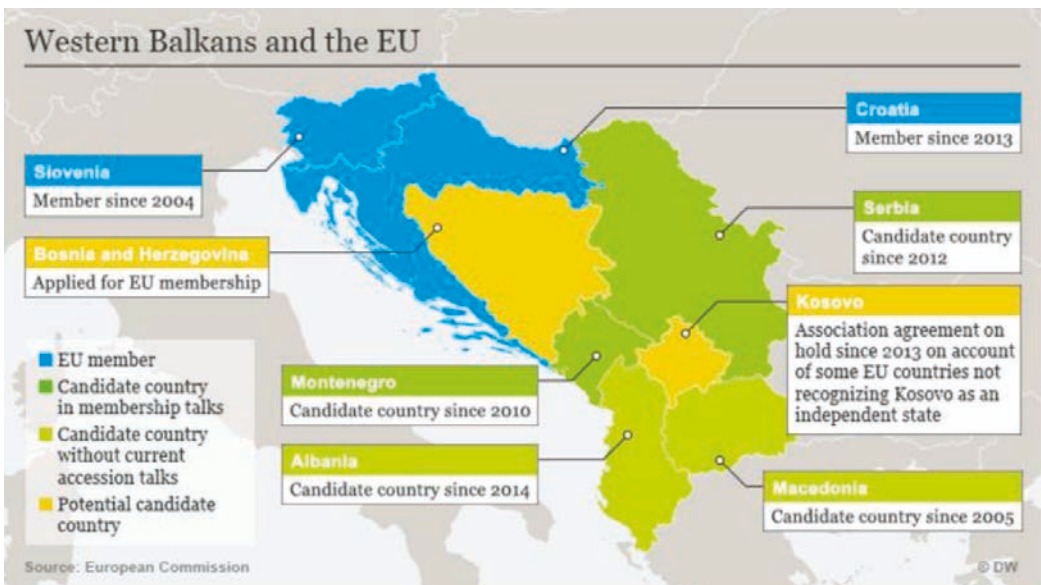 Western Balkans and the EU
Croatia
Member since 2013
Slovenia
Member since 2004
Serbia
Candidate country
since 2012
Bosnia and Herzegovina
Applied for EU membership
Kosovo
Association agreement on
hold since 2013 on account
of some EU countries not
recognizing Kosovo as an
independent state
EU member
Candidate country
in membership talks
Candidate country
without current
accession talks
Potential candidate
country
Montenegro
Candidate country since 2010
Albania
Candidate country since 2014
Macedonia
Candidate country since 2005
Source: European Commission
© DW